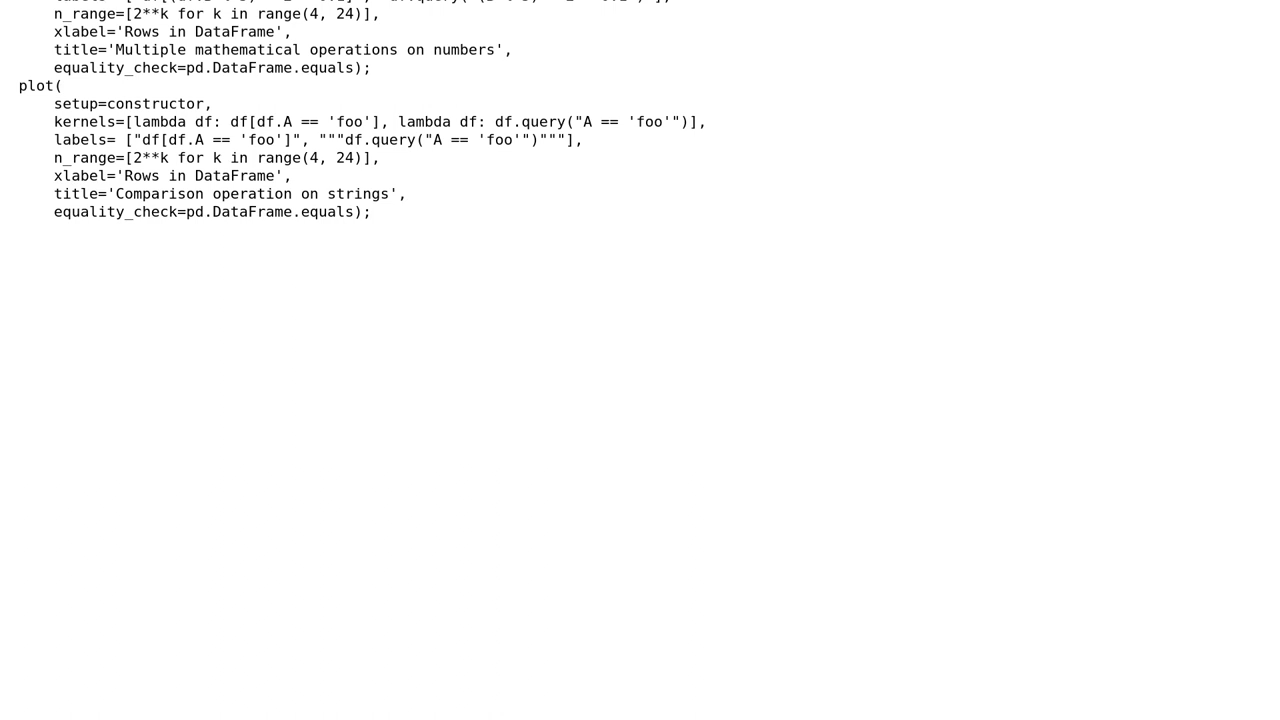 n_range=[2**k for k in range(4, 24)],
xlabel='Rows in DataFrame',
title='Multiple mathematical operations on numbers',
equality_check=pd.DataFrame.equals);
plot(
setup=constructor,
kernels=[lambda df: df[df.A == 'foo'], lambda df: df.query("A == 'foo'")],
labels= ["df[df.A == 'foo']", """df.query("A == 'foo'")"""],
n_range=[2**k for k in range(4, 24)],
xlabel='Rows in DataFrame',
title='Comparison operation on strings',
equality_check=pd.DataFrame.equals);